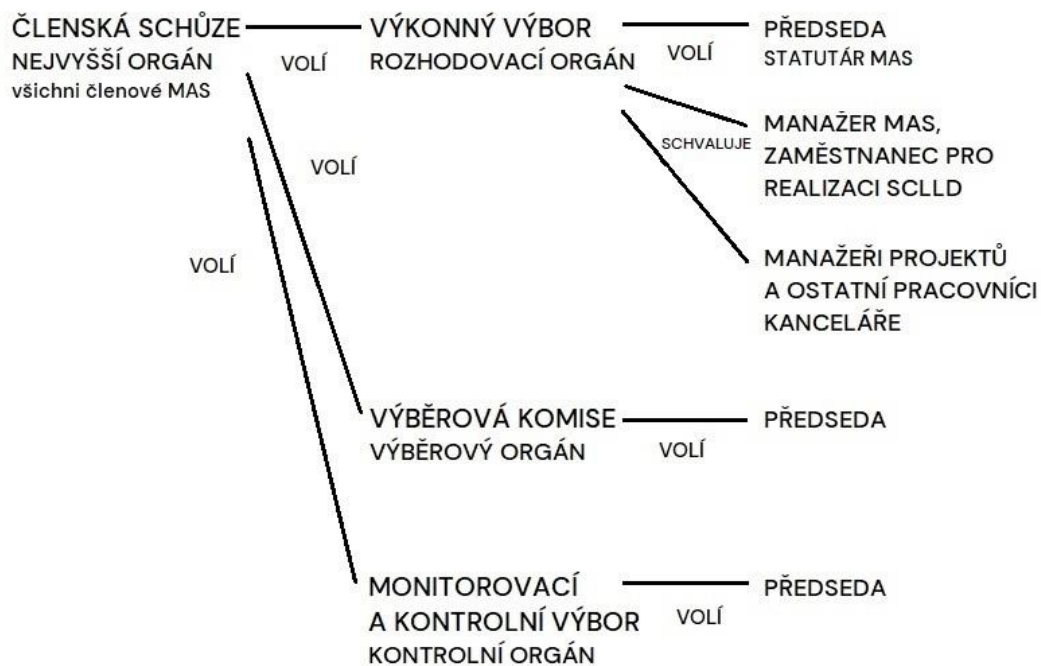 ČLENSKÁ SCHŮZE
NEJVYŠŠÍ ORGÁN
všichni členové MAS
VOLÍ
VÝKONNÝ VÝBOR
ROZHODOVACÍ ORGÁN
VOLÍ
PŘEDSEDA
STATUTÁR MAS
SCHVALUJE
MANAŽER MAS,
ZAMĚSTNANEC PRO
REALIZACI SCLLD
MANAŽEŘI PROJEKTŮ
A OSTATNÍ PRACOVNÍCI
KANCELÁŘE
VOLÍ
VÝBĚROVÁ KOMISE
VÝBĚROVÝ ORGÁN
VOLÍ
PŘEDSEDA
VOLÍ
MONITOROVACÍ
A KONTROLNÍ VÝBOR
KONTROLNÍ ORGÁN
VOLÍ
PŘEDSEDA